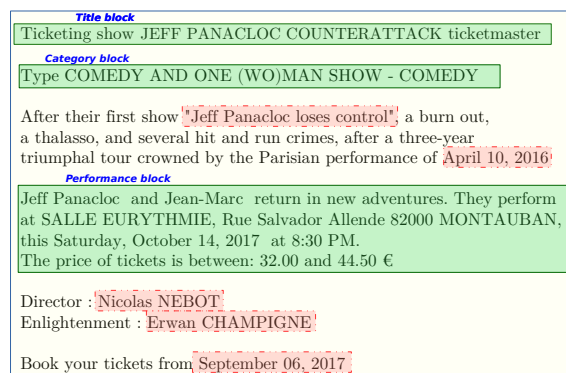 Title block
Ticketing show JEFF PANACLOC COUNTERATTACK ticketmaster
Category block
Type COMEDY AND ONE (WO)MAN SHOW - COMEDY
After their first show "Jeff Panacloc loses control", a burn out,
a thalasso, and several hit and run crimes, after a three-year
triumphal tour crowned by the Parisian performance of April 10, 2016
Performance block
Jeff Panacloc and Jean-Marc return in new adventures. They perform
at SALLE EURYTHMIE, Rue Salvador Allende 82000 MONTAUBAN,
this Saturday, October 14, 2017 at 8:30 PM.
The price of tickets is between: 32.00 and 44.50 €
Director : Nicolas NEBOT
Enlightenment : Erwan CHAMPIGNE
Book your tickets from September 06, 2017